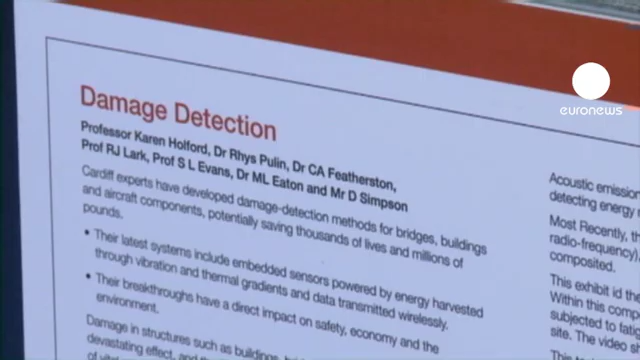 Damage Detection
Professor Karen Holford, Dr Rhys Pulin, Dr CA Featherston,
Prof RJ Lark, Prof S L Evans, Dr ML Eaton and Mr D Simpson
Cardiff experts have developed damage-detection methods for bridges, buildings
and aircraft components, potentially saving thousands of lives and millions of
pounds.
• Their latest systems include embedded sensors powered by energy harvested
through vibration and thermal gradients and data transmitted wirelessly.
• Their breakthroughs have a direct impact on safety, economy and the
environment.
Damage in structures such as buildings,
devastating effect, and
Acoustic emission
detecting energy
Most Recently,
radio-frequency).
composited.
This exhibit id
Within this
subjected to
site. The video
euronews